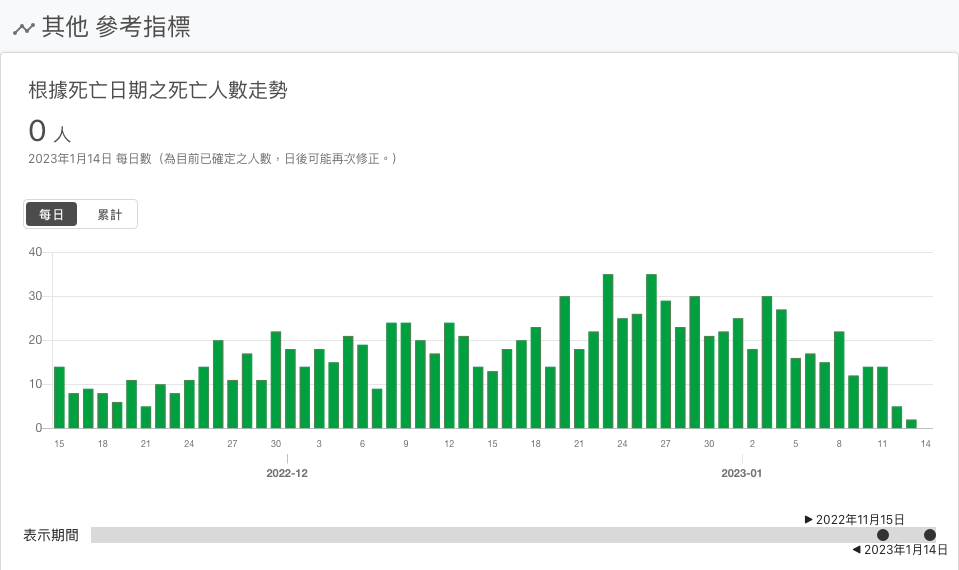 其他 參考指標
根據死亡日期之死亡人數走勢
0 人
2023年1月14日 每日數（為目前已確定之人數，日後可能再次修正。）
每日 累計
40
30
20
10
0
15 18 21 24 27 30 3 6 9 12 15 18 21 24 27 30 2 5 8 11 14
2022-12 2023-01
▶ 2022年11月15日
表示期間
◀ 2023年1月14日